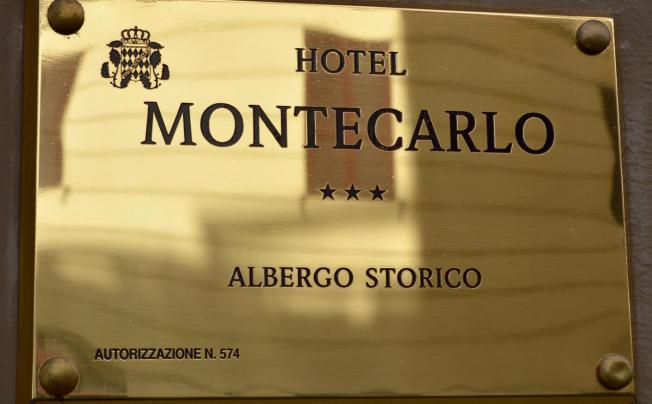 HOTEL
MONTECARLO
★★★
ALBERGO STORICO
AUTORIZZAZIONE N. 574